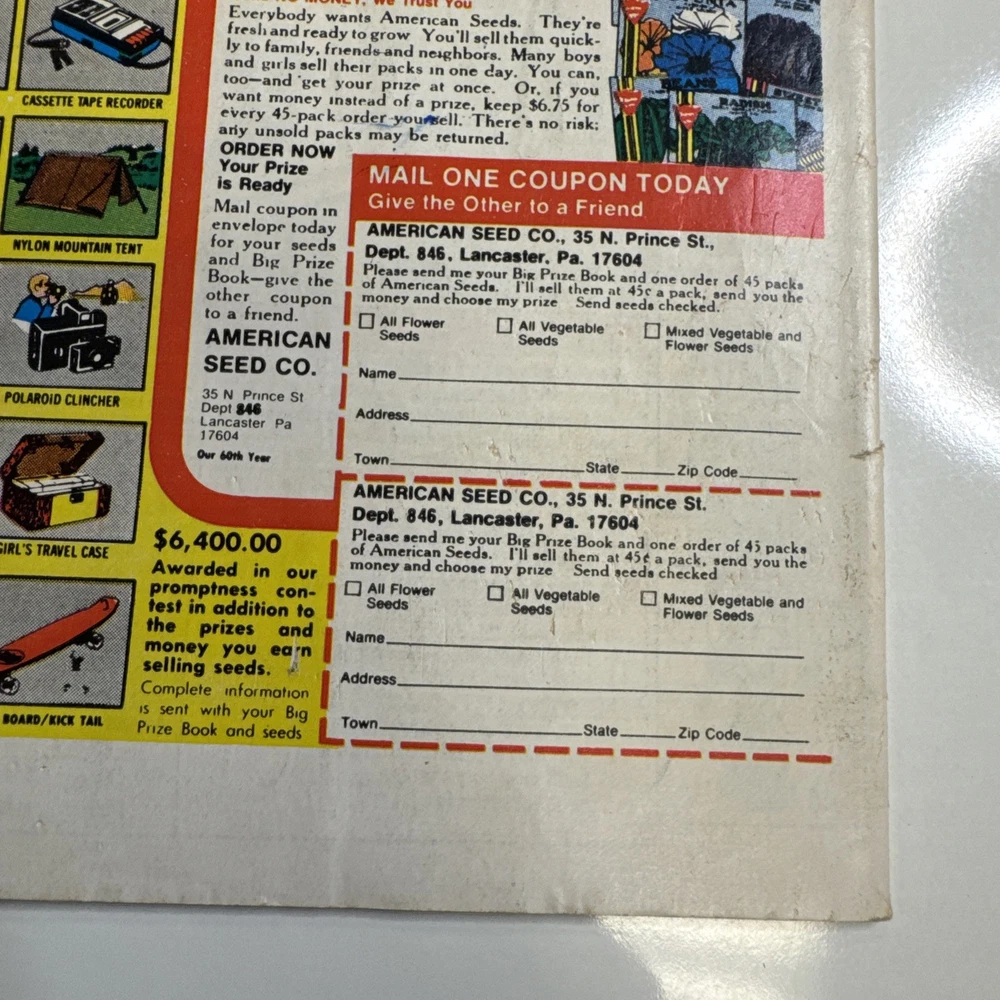 NO MONEY, We Trust You
Everybody wants American Seeds. They're
fresh and ready to grow You'll sell them quick-
ly to family, friends and neighbors. Many boys
and girls sell their packs in one day. You can,
too—and get your prize at once. Or, if you
want money instead of a prize, keep $6.75 for
every 45-pack order you sell. There's no risk;
any unsold packs may be returned.
ORDER NOW
Your Prize
is Ready
Mail coupon in
envelope today
for your seeds
and Big Prize
Book—give the
other coupon
to a friend.
AMERICAN
SEED CO.
35 N Prince St
Dept 846
Lancaster Pa
17604
Our 60th Year
CASSETTE TAPE RECORDER
NYLON MOUNTAIN TENT
POLAROID CLINCHER
GIRL'S TRAVEL CASE
BOARD/KICK TAIL
$6,400.00
Awarded in our
promptness con-
test in addition to
the prizes and
money you earn
selling seeds.
Complete information
is sent with your Big
Prize Book and seeds
BEANS
RADISH
SWEET
MAIL ONE COUPON TODAY
Give the Other to a Friend
AMERICAN SEED CO., 35 N. Prince St.,
Dept. 846, Lancaster, Pa. 17604
Please send me your Big Prize Book and one order of 45 packs
of American Seeds. I'll sell them at 45¢ a pack, send you the
money and choose my prize Send seeds checked.
All Flower
Seeds
All Vegetable
Seeds
Mixed Vegetable and
Flower Seeds
Name
Address
Town State Zip Code
AMERICAN SEED CO., 35 N. Prince St.
Dept. 846, Lancaster, Pa. 17604
Please send me your Big Prize Book and one order of 45 packs
of American Seeds. I'll sell them at 45¢ a pack, send you the
money and choose my prize Send seeds checked
All Flower
Seeds
All Vegetable
Seeds
Mixed Vegetable and
Flower Seeds
Name
Address
Town State Zip Code